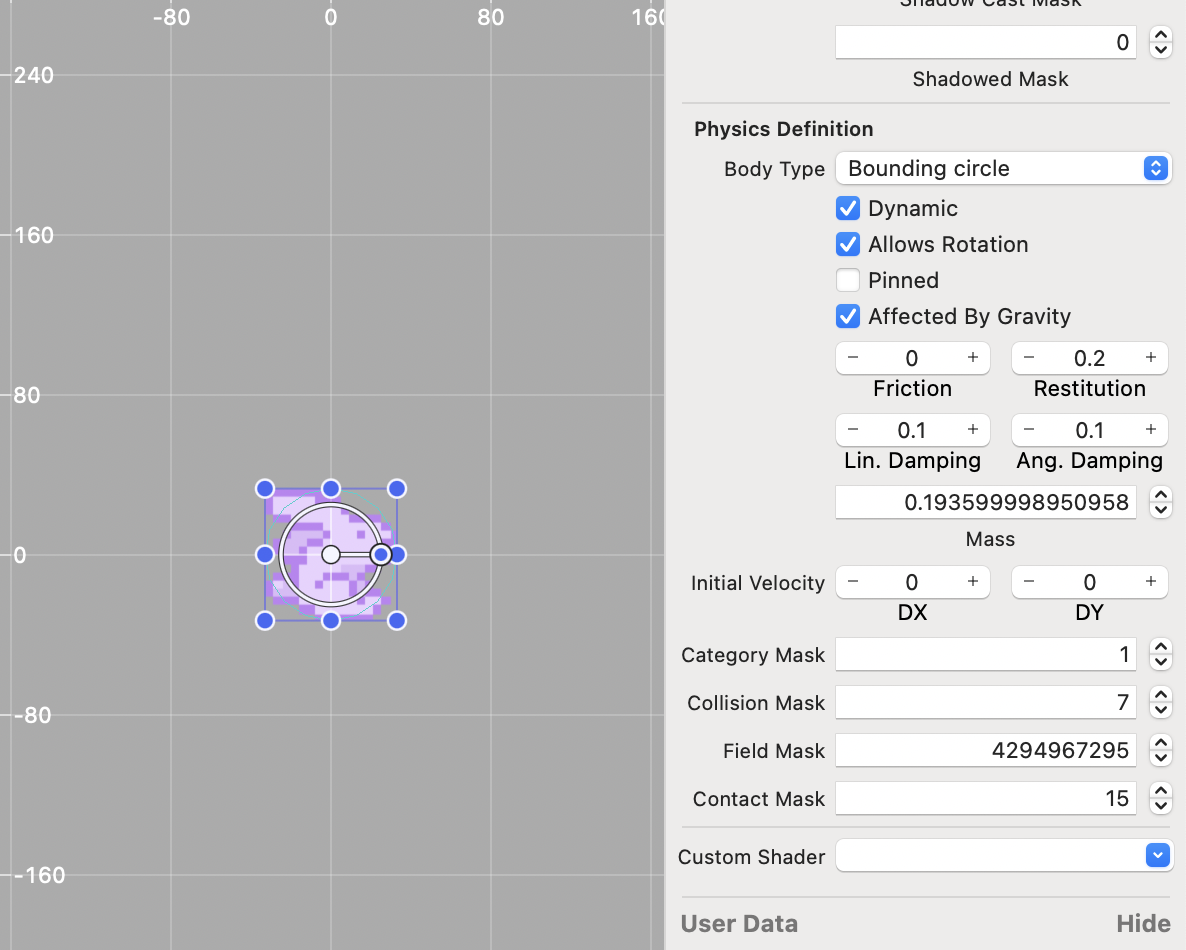 -80 0 80 160
240
160
80
0
-80
-160
Shadow Cast Mask
0
Shadowed Mask
Physics Definition
Body Type Bounding circle
Dynamic
Allows Rotation
Pinned
Affected By Gravity
− 0 + − 0.2 +
Friction Restitution
− 0.1 + − 0.1 +
Lin. Damping Ang. Damping
0.193599998950958
Mass
Initial Velocity − 0 + − 0 +
DX DY
Category Mask 1
Collision Mask 7
Field Mask 4294967295
Contact Mask 15
Custom Shader
User Data Hide